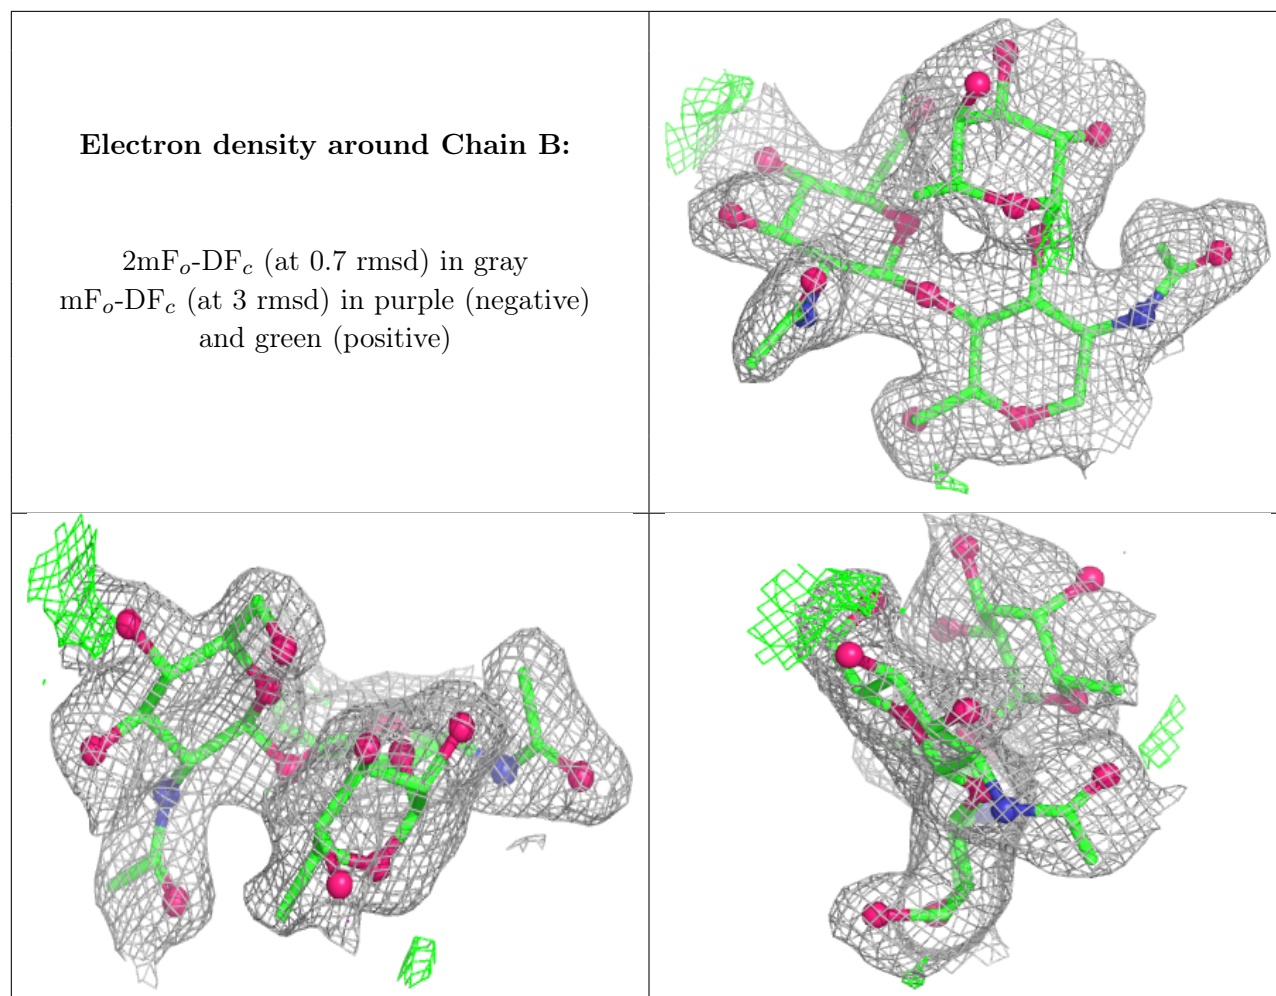 Electron density around Chain B:
2mFₒ-DF꜀ (at 0.7 rmsd) in gray
mFₒ-DF꜀ (at 3 rmsd) in purple (negative)
and green (positive)